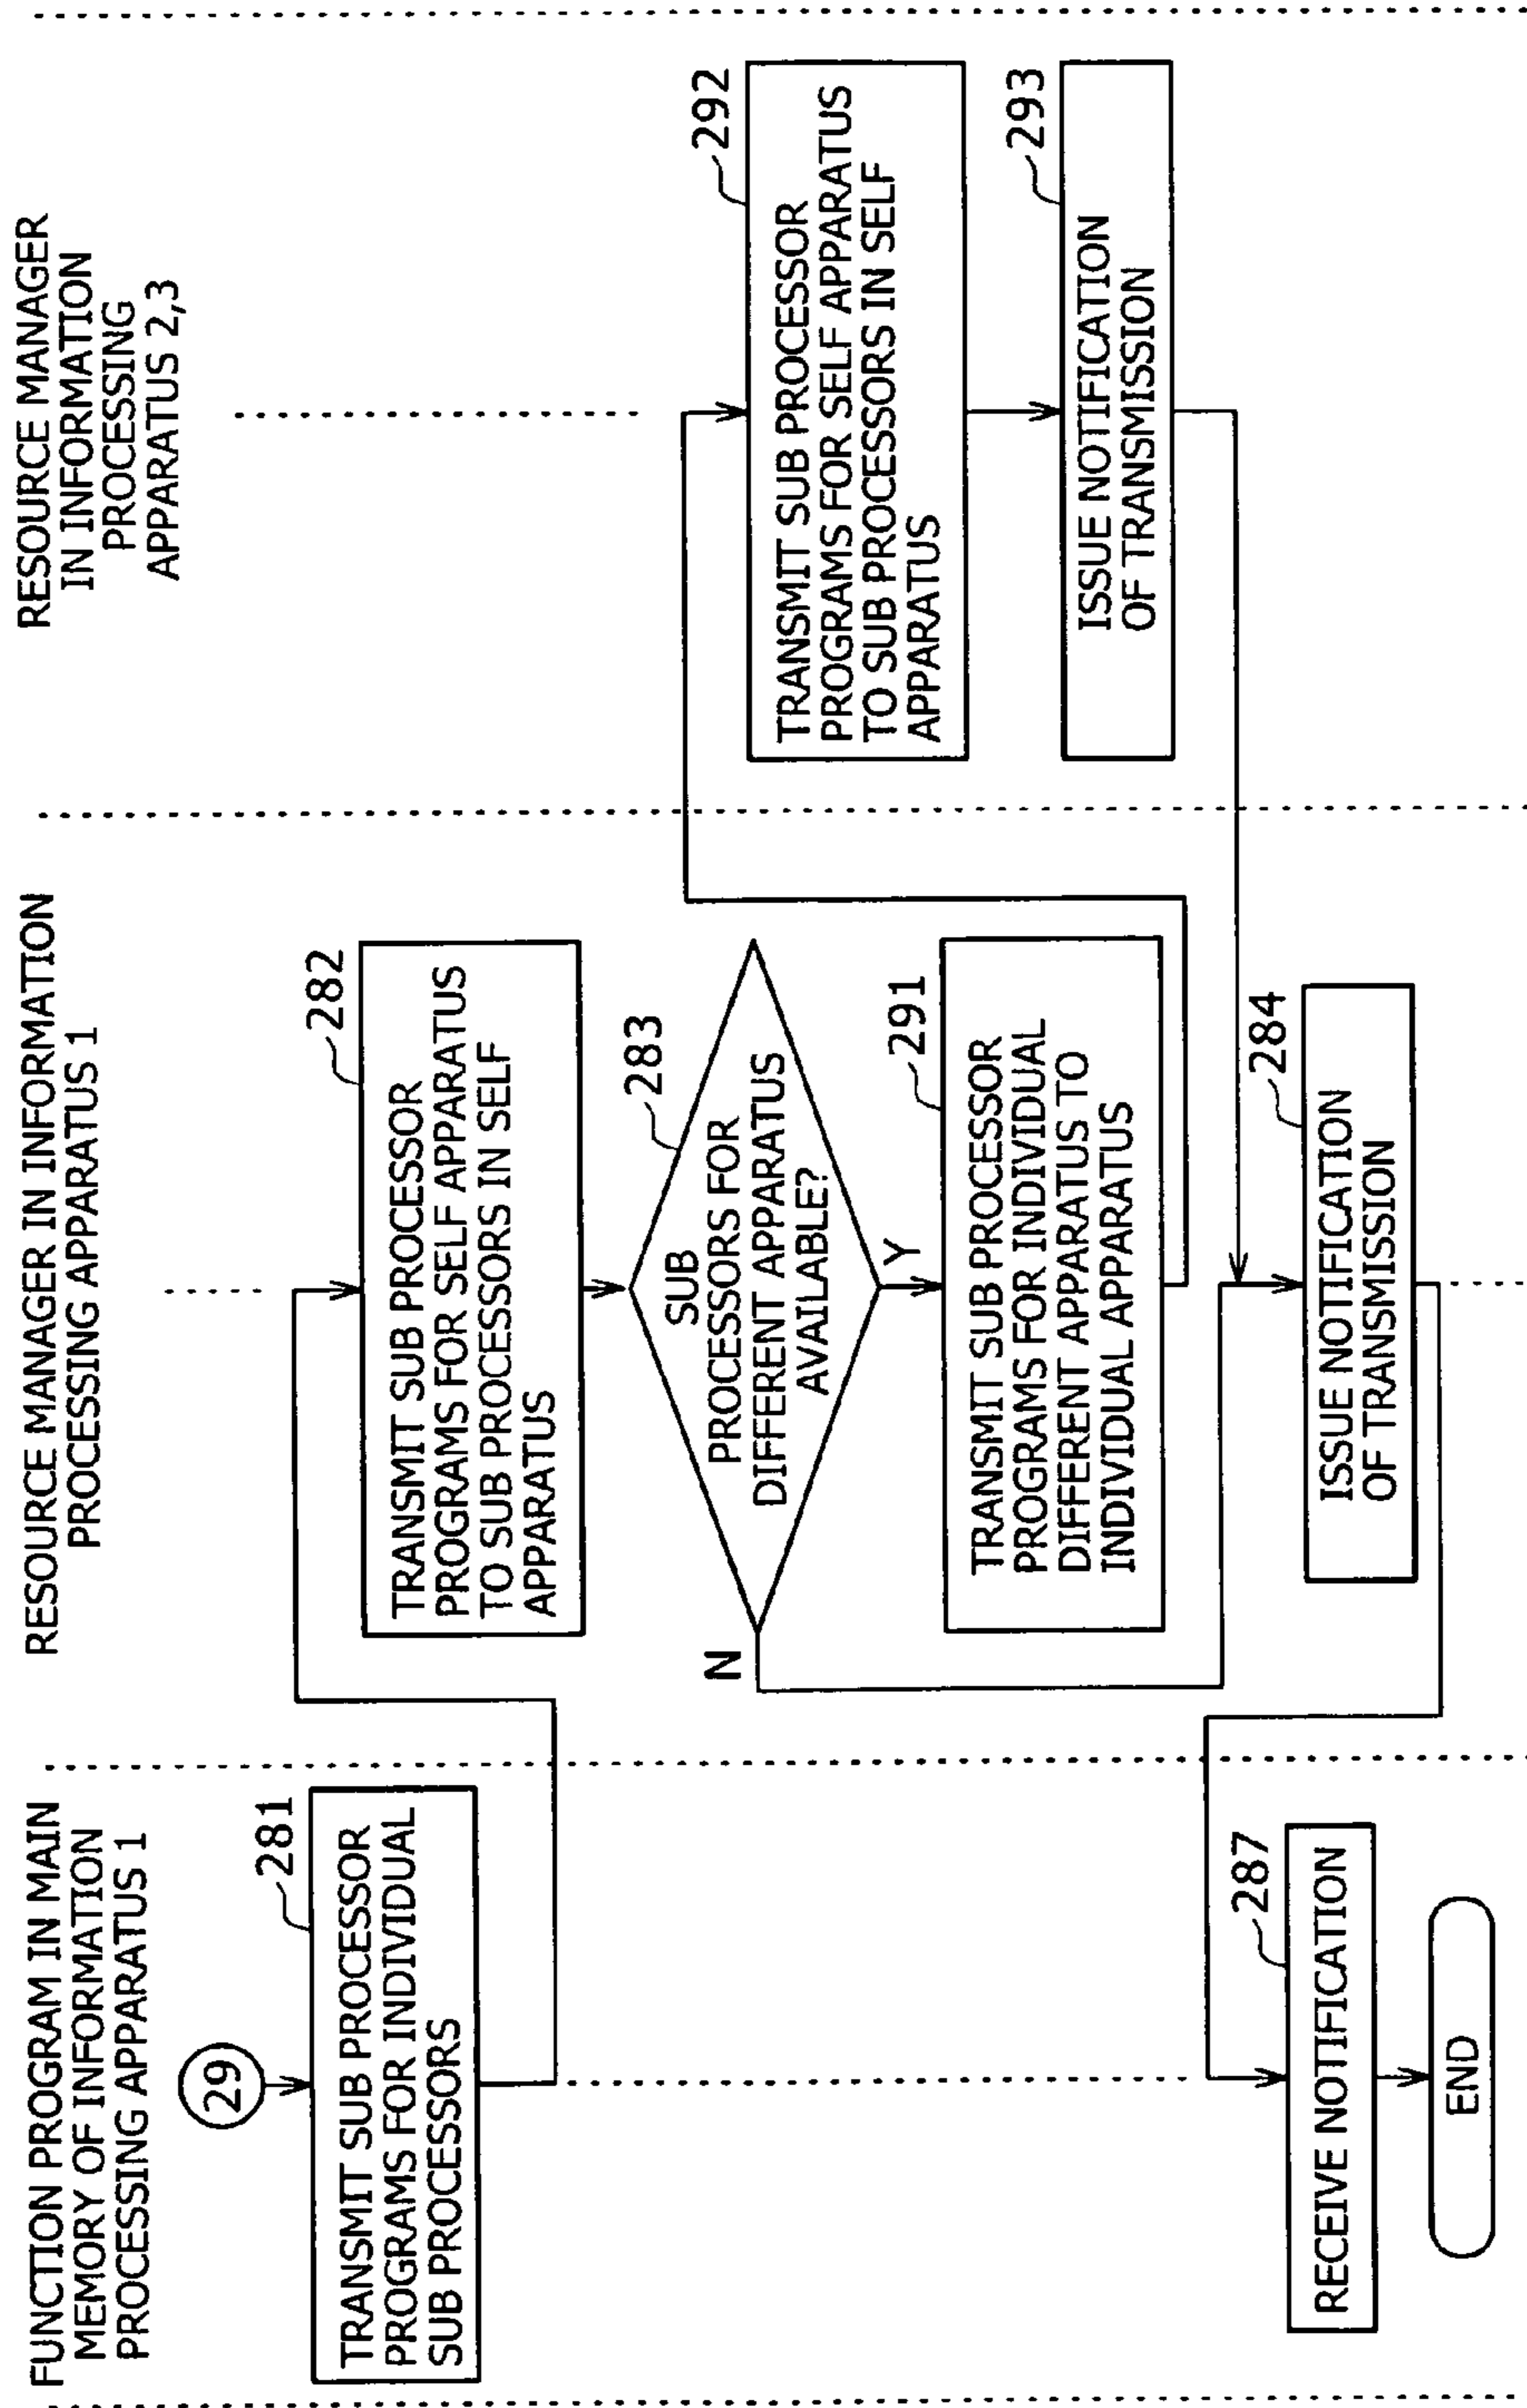 FUNCTION PROGRAM IN MAIN
MEMORY OF INFORMATION
PROCESSING APPARATUS 1
29
281
TRANSMIT SUB PROCESSOR
PROGRAMS FOR INDIVIDUAL
SUB PROCESSORS
287
RECEIVE NOTIFICATION
END
RESOURCE MANAGER IN INFORMATION
PROCESSING APPARATUS 1
282
TRANSMIT SUB PROCESSOR
PROGRAMS FOR SELF APPARATUS
TO SUB PROCESSORS IN SELF
APPARATUS
283
SUB
PROCESSORS FOR
DIFFERENT APPARATUS
AVAILABLE?
N
Y
291
TRANSMIT SUB PROCESSOR
PROGRAMS FOR INDIVIDUAL
DIFFERENT APPARATUS TO
INDIVIDUAL APPARATUS
284
ISSUE NOTIFICATION
OF TRANSMISSION
RESOURCE MANAGER
IN INFORMATION
PROCESSING
APPARATUS 2,3
292
TRANSMIT SUB PROCESSOR
PROGRAMS FOR SELF APPARATUS
TO SUB PROCESSORS IN SELF
APPARATUS
293
ISSUE NOTIFICATION
OF TRANSMISSION